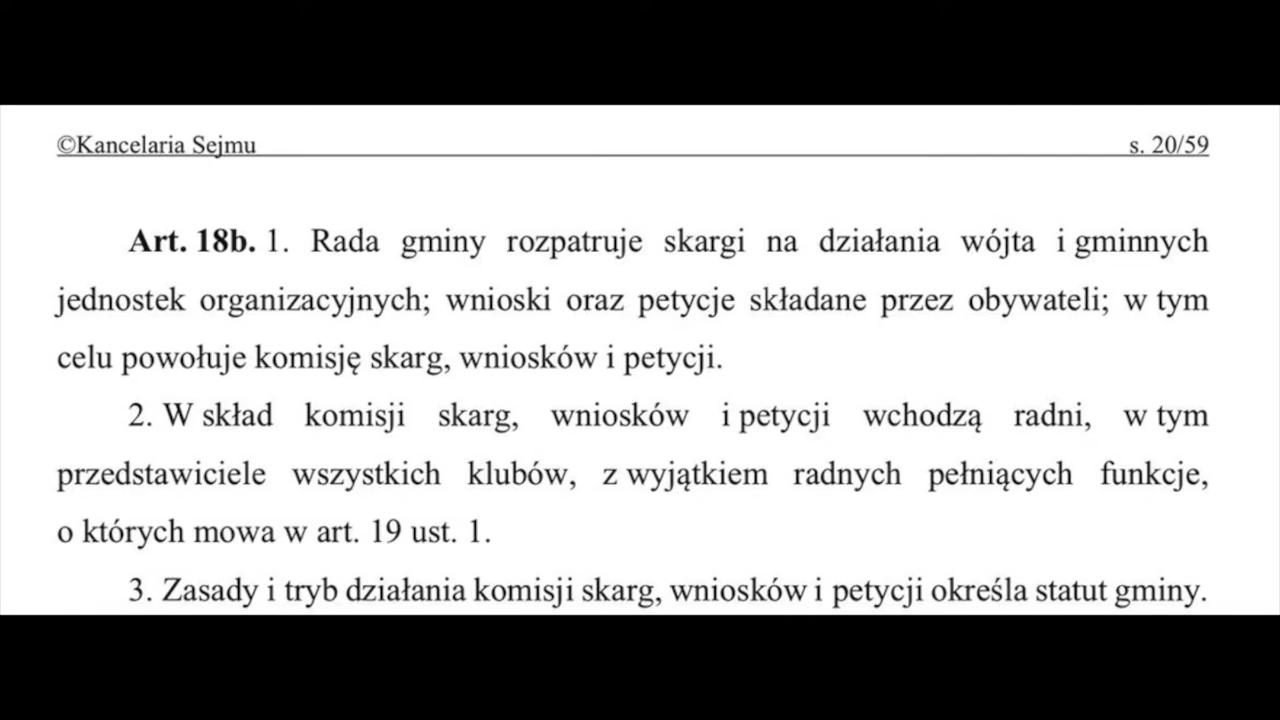 ©Kancelaria Sejmu s. 20/59
Art. 18b. 1. Rada gminy rozpatruje skargi na działania wójta i gminnych
jednostek organizacyjnych; wnioski oraz petycje składane przez obywateli; w tym
celu powołuje komisję skarg, wniosków i petycji.
2. W skład komisji skarg, wniosków i petycji wchodzą radni, w tym
przedstawiciele wszystkich klubów, z wyjątkiem radnych pełniących funkcje,
o których mowa w art. 19 ust. 1.
3. Zasady i tryb działania komisji skarg, wniosków i petycji określa statut gminy.